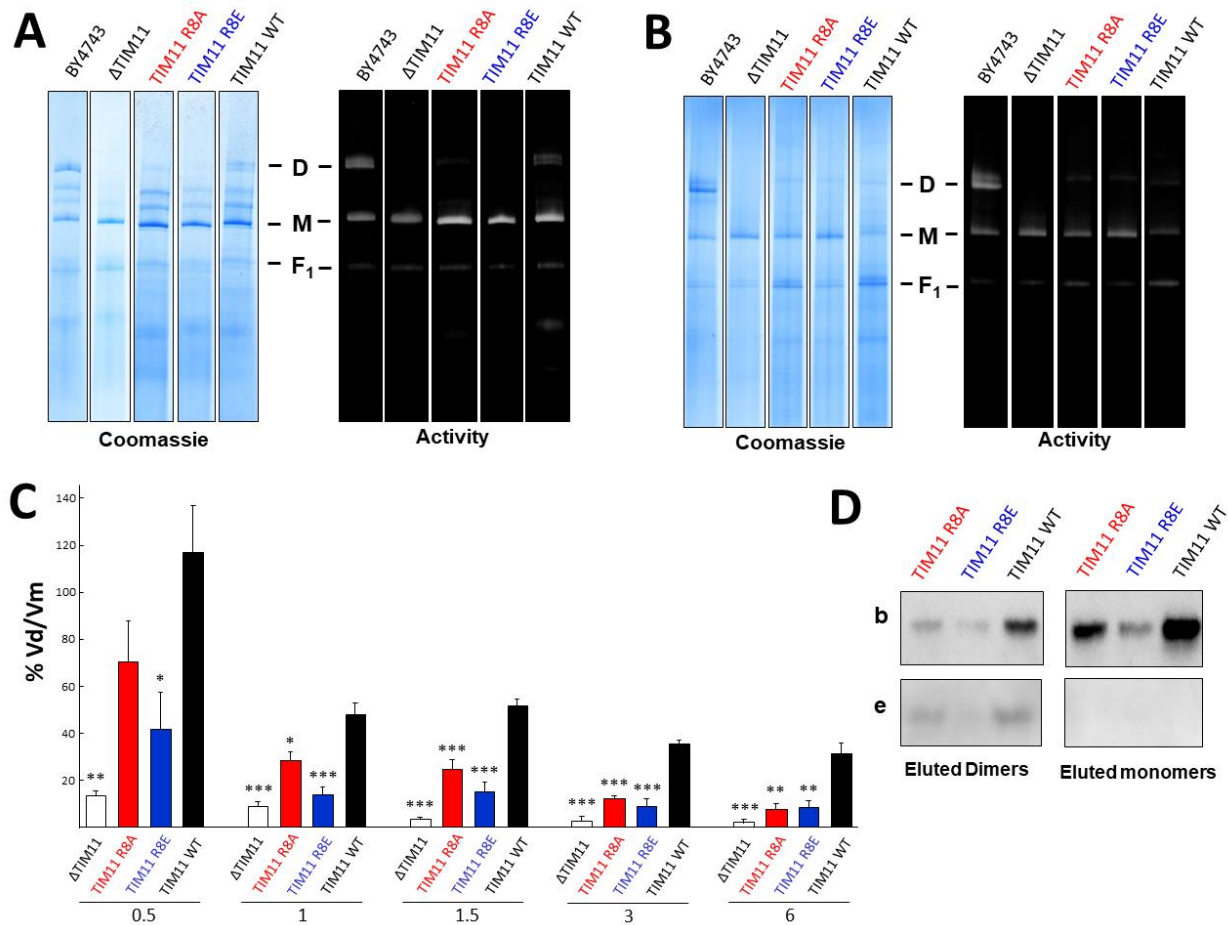 A
BY4743
ΔTIM11
TIM11 R8A
TIM11 R8E
TIM11 WT
BY4743
ΔTIM11
TIM11 R8A
TIM11 R8E
TIM11 WT
– D –
– M –
– F1 –
Coomassie
Activity
B
BY4743
ΔTIM11
TIM11 R8A
TIM11 R8E
TIM11 WT
BY4743
ΔTIM11
TIM11 R8A
TIM11 R8E
TIM11 WT
– D –
– M –
– F1 –
Coomassie
Activity
C
% Vd/Vm
140
120
100
80
60
40
20
**
*
***
*
***
***
***
***
***
***
***
***
**
**
ΔTIM11
TIM11 R8A
TIM11 R8E
TIM11 WT
ΔTIM11
TIM11 R8A
TIM11 R8E
TIM11 WT
ΔTIM11
TIM11 R8A
TIM11 R8E
TIM11 WT
ΔTIM11
TIM11 R8A
TIM11 R8E
TIM11 WT
ΔTIM11
TIM11 R8A
TIM11 R8E
TIM11 WT
0.5
1
1.5
3
6
D
TIM11 R8A
TIM11 R8E
TIM11 WT
TIM11 R8A
TIM11 R8E
TIM11 WT
b
e
Eluted Dimers
Eluted monomers